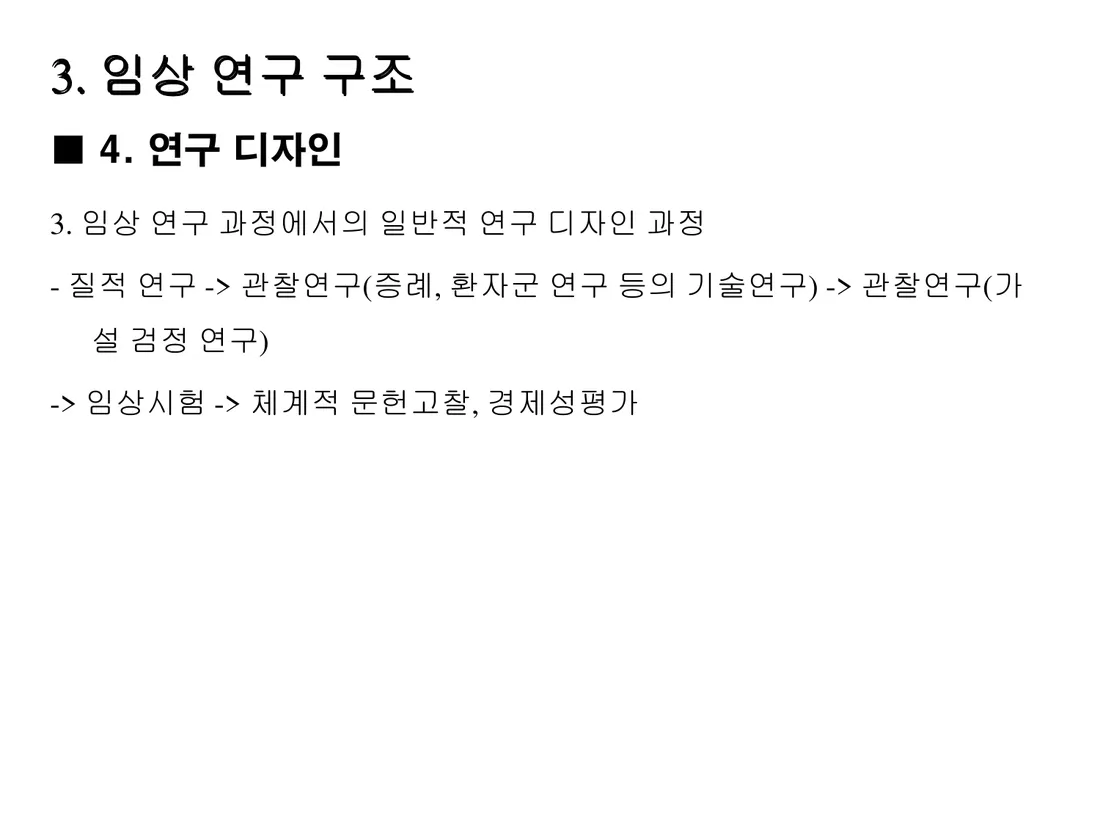 3. 임상 연구 구조
■ 4. 연구 디자인
3. 임상 연구 과정에서의 일반적 연구 디자인 과정
- 질적 연구 -> 관찰연구(증례, 환자군 연구 등의 기술연구) -> 관찰연구(가
설 검정 연구)
-> 임상시험 -> 체계적 문헌고찰, 경제성평가